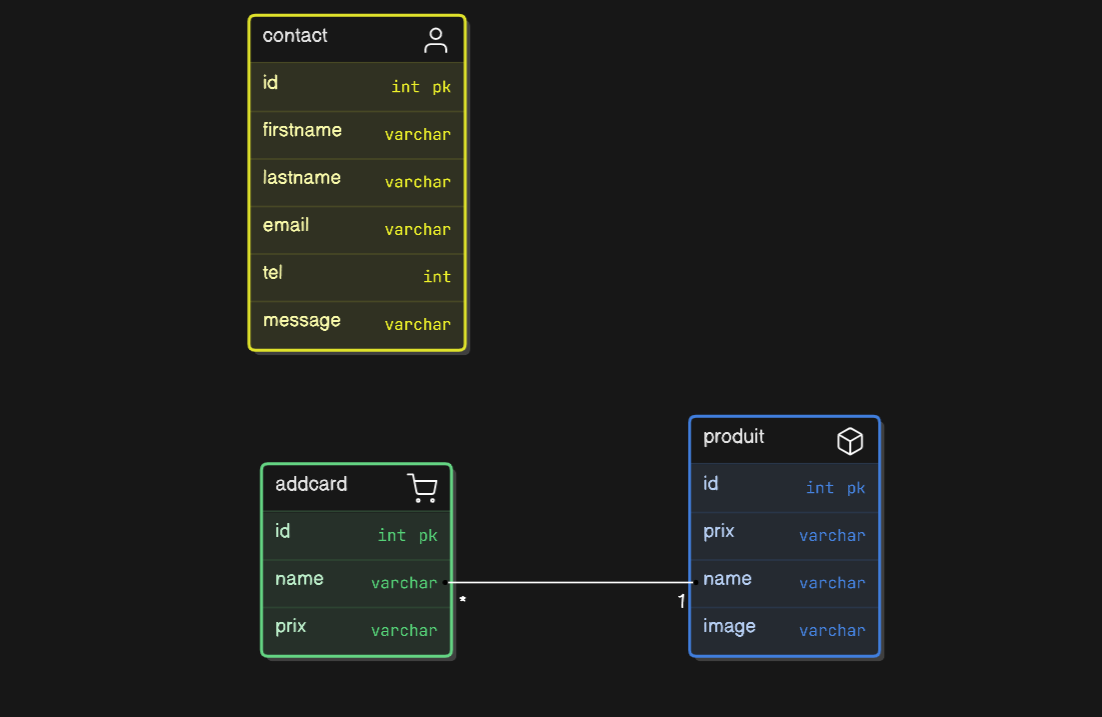 contact
id int pk
firstname varchar
lastname varchar
email varchar
tel int
message varchar
addcard
id int pk
name varchar
prix varchar
* 1
produit
id int pk
prix varchar
name varchar
image varchar